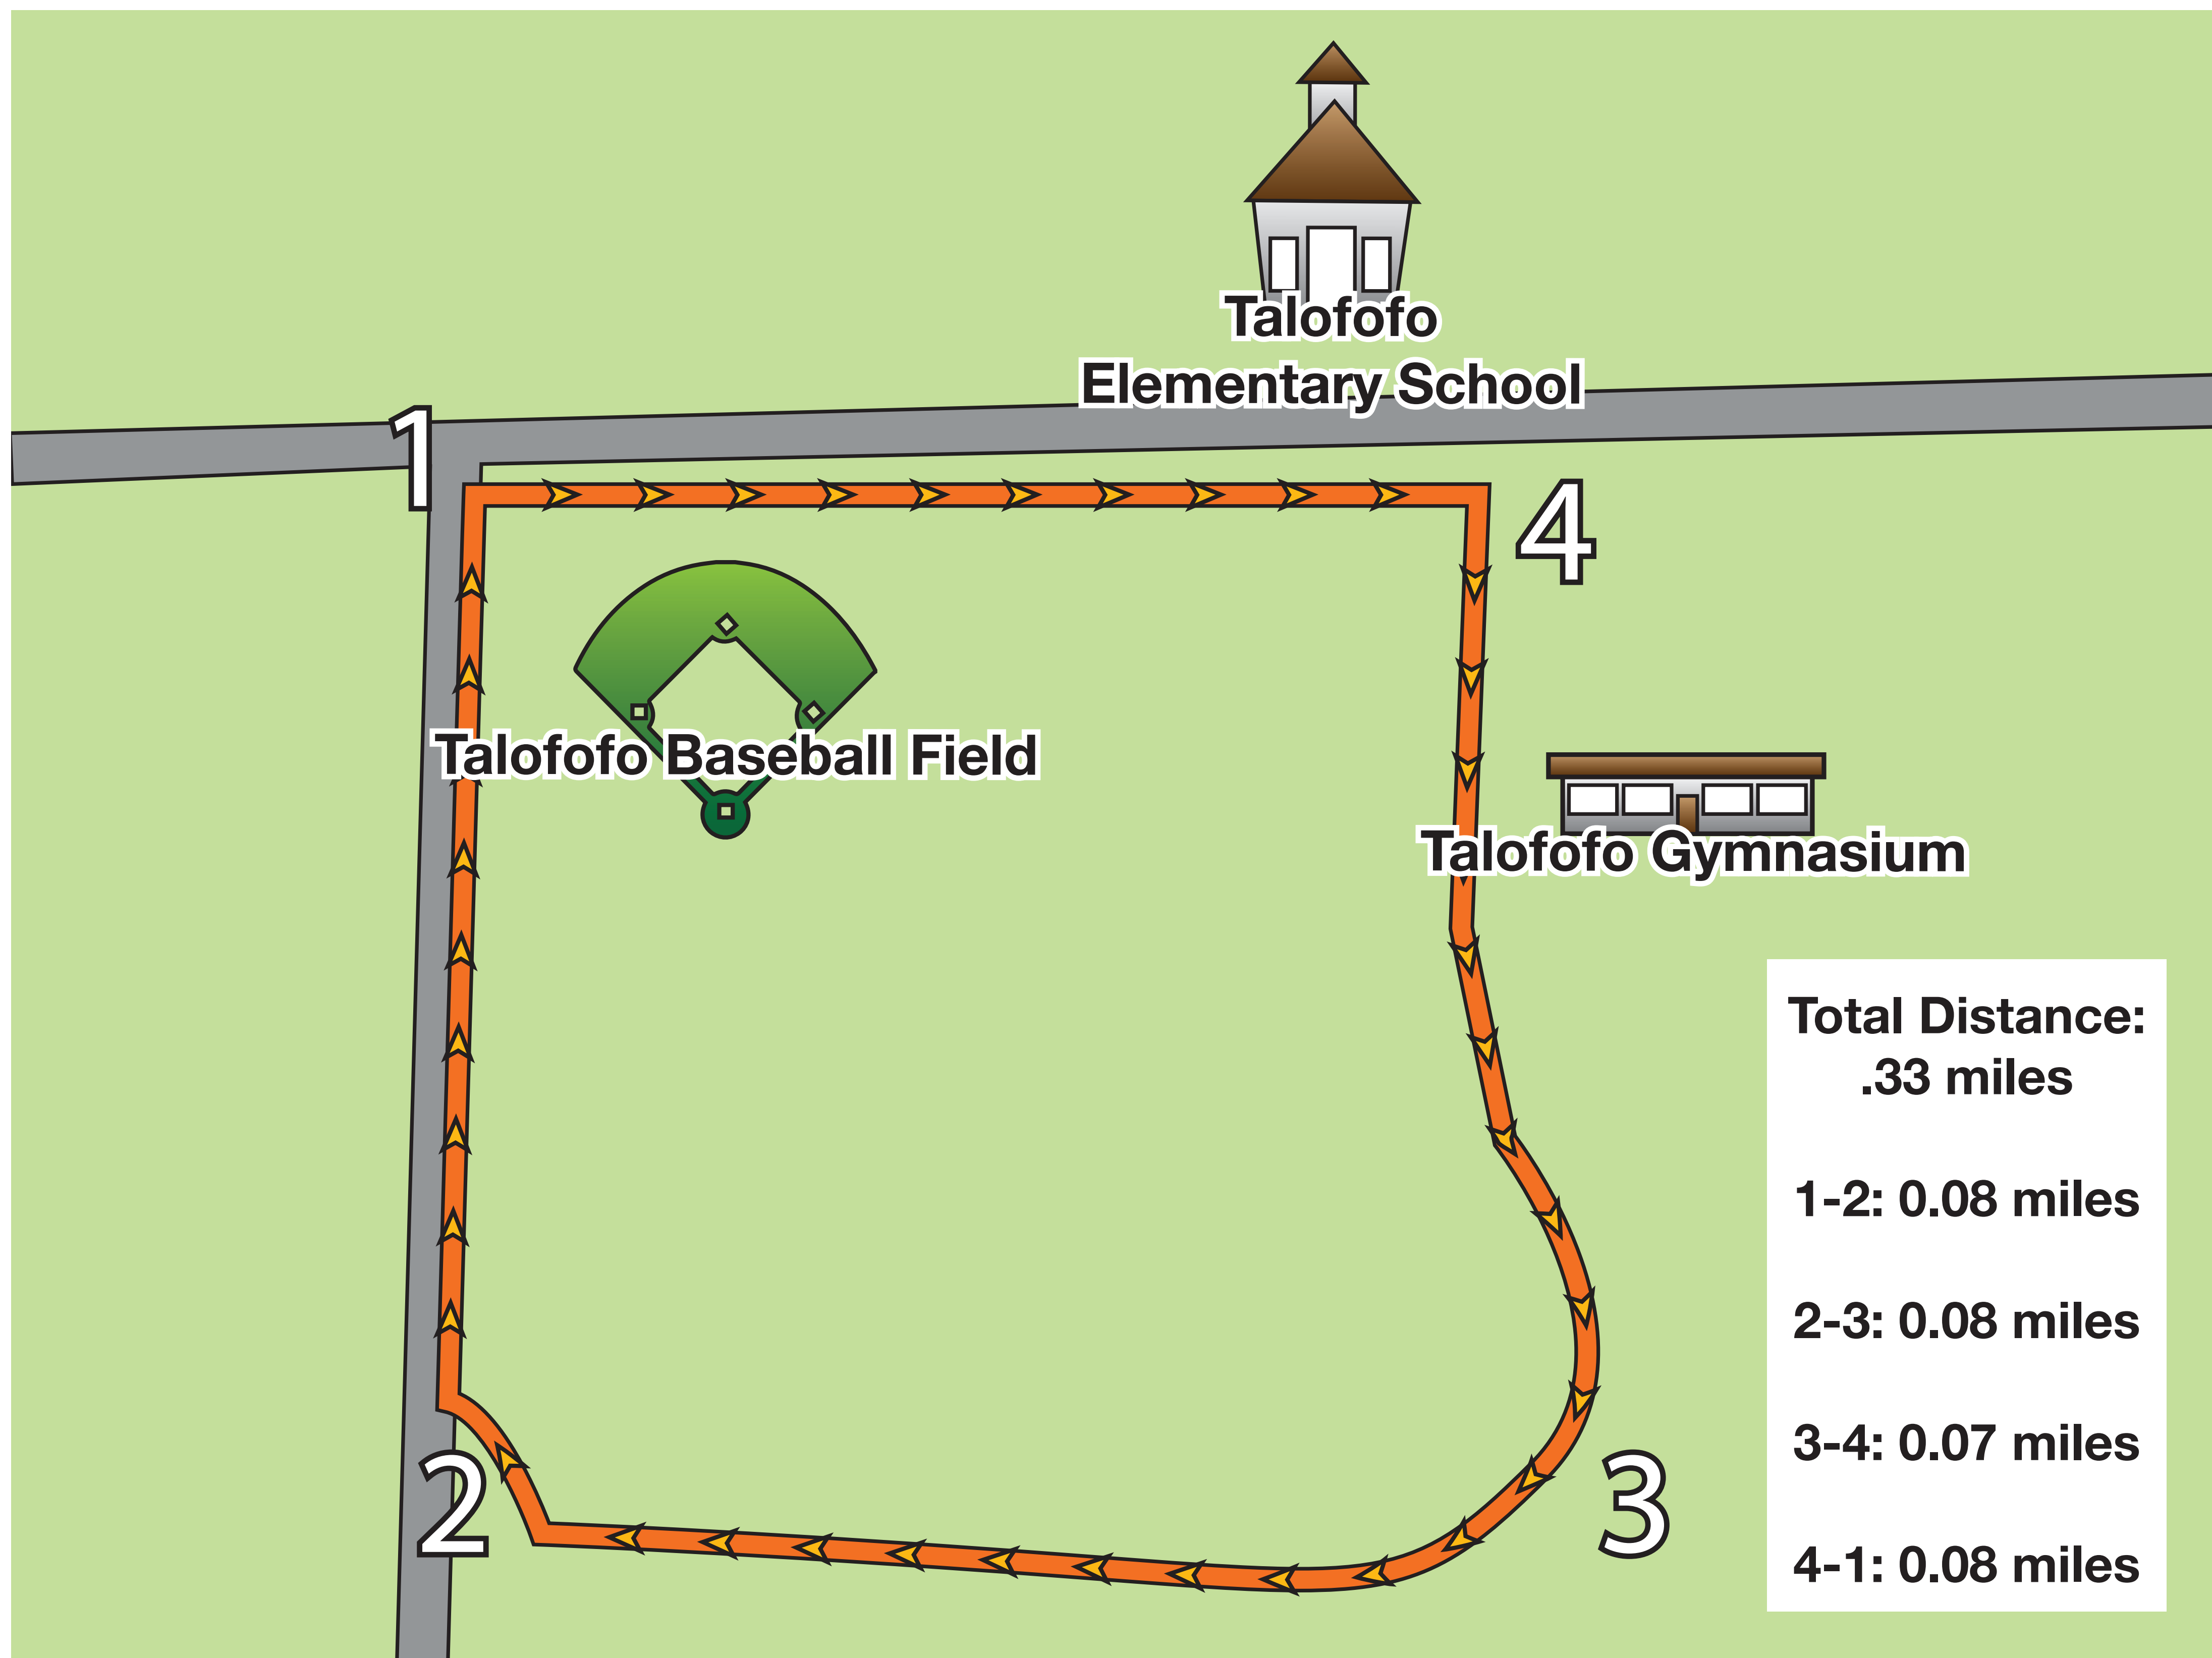 Talofofo
Elementary School
1
4
Talofofo Baseball Field
Talofofo Gymnasium
Total Distance:
.33 miles
1-2: 0.08 miles
2-3: 0.08 miles
3-4: 0.07 miles
4-1: 0.08 miles
2
3